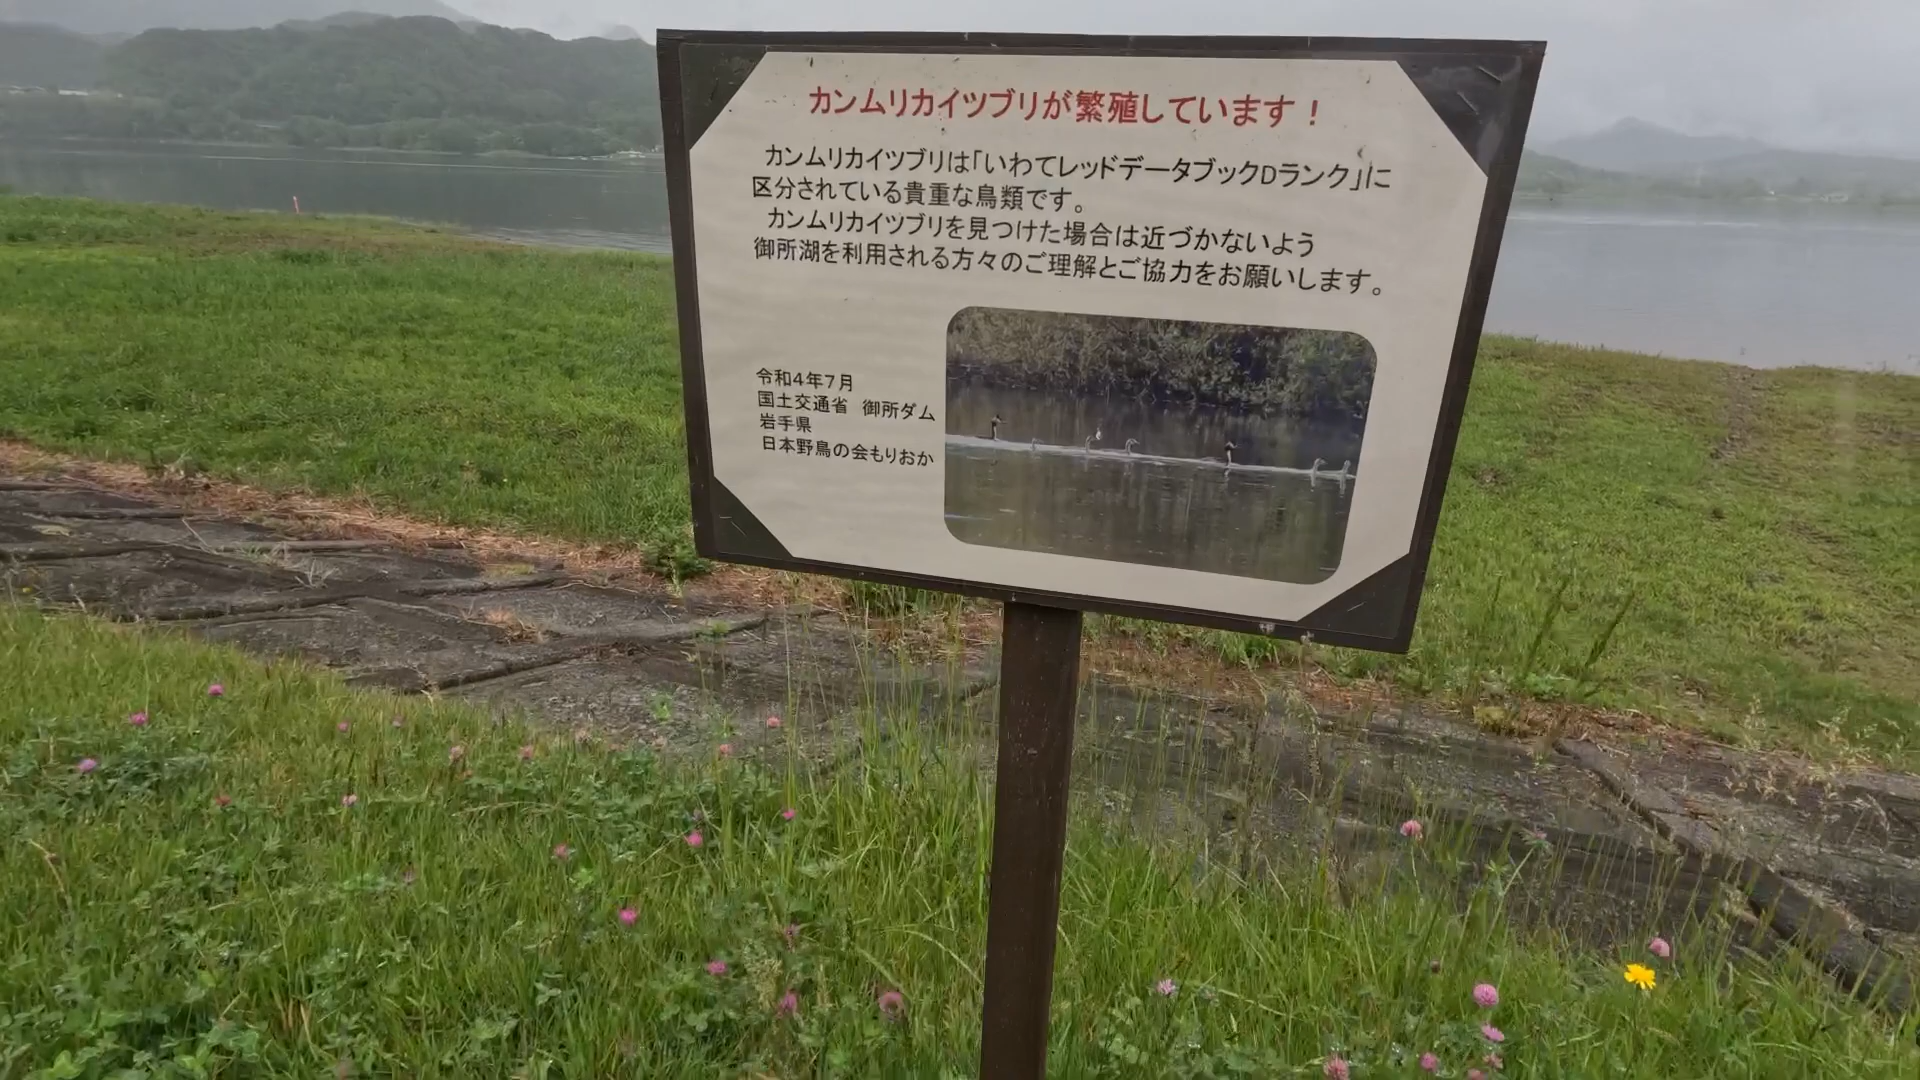 カンムリカイツブリが繁殖しています！
カンムリカイツブリは「いわてレッドデータブックDランク」に
区分されている貴重な鳥類です。
カンムリカイツブリを見つけた場合は近づかないよう
御所湖を利用される方々のご理解とご協力をお願いします。
令和4年7月
国土交通省　御所ダム
岩手県
日本野鳥の会もりおか